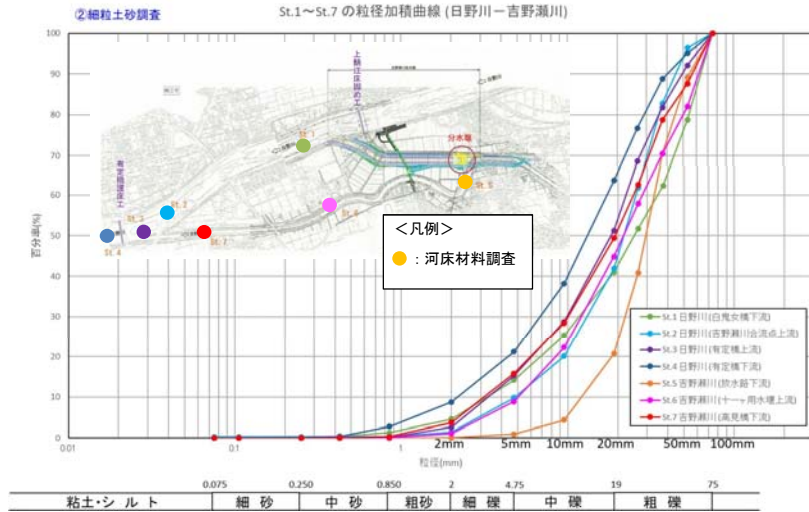 ②細粒土砂調査
St.1～St.7 の粒径加積曲線 (日野川ー吉野瀬川)
百分率(%)
100
90
80
70
60
50
40
30
20
10
0
上鯖江床固め工
分水堰
有定橋護床工
St. 1
St. 2
St. 3
St. 4
St. 5
St. 6
St. 7
＜凡例＞
：河床材料調査
St.1 日野川(白鬼女橋下流)
St.2 日野川(吉野瀬川合流点上流)
St.3 日野川(有定橋上流)
St.4 日野川(有定橋下流)
St.5 吉野瀬川(放水路下流)
St.6 吉野瀬川(十一ヶ用水堰上流)
St.7 吉野瀬川(高見橋下流)
0.01 0.1 1 2mm 5mm 10mm 20mm 50mm 100mm
粒径(mm)
0.075 0.250 0.850 2 4.75 19 75
粘土・シルト 細 砂 中 砂 粗砂 細 礫 中 礫 粗 礫